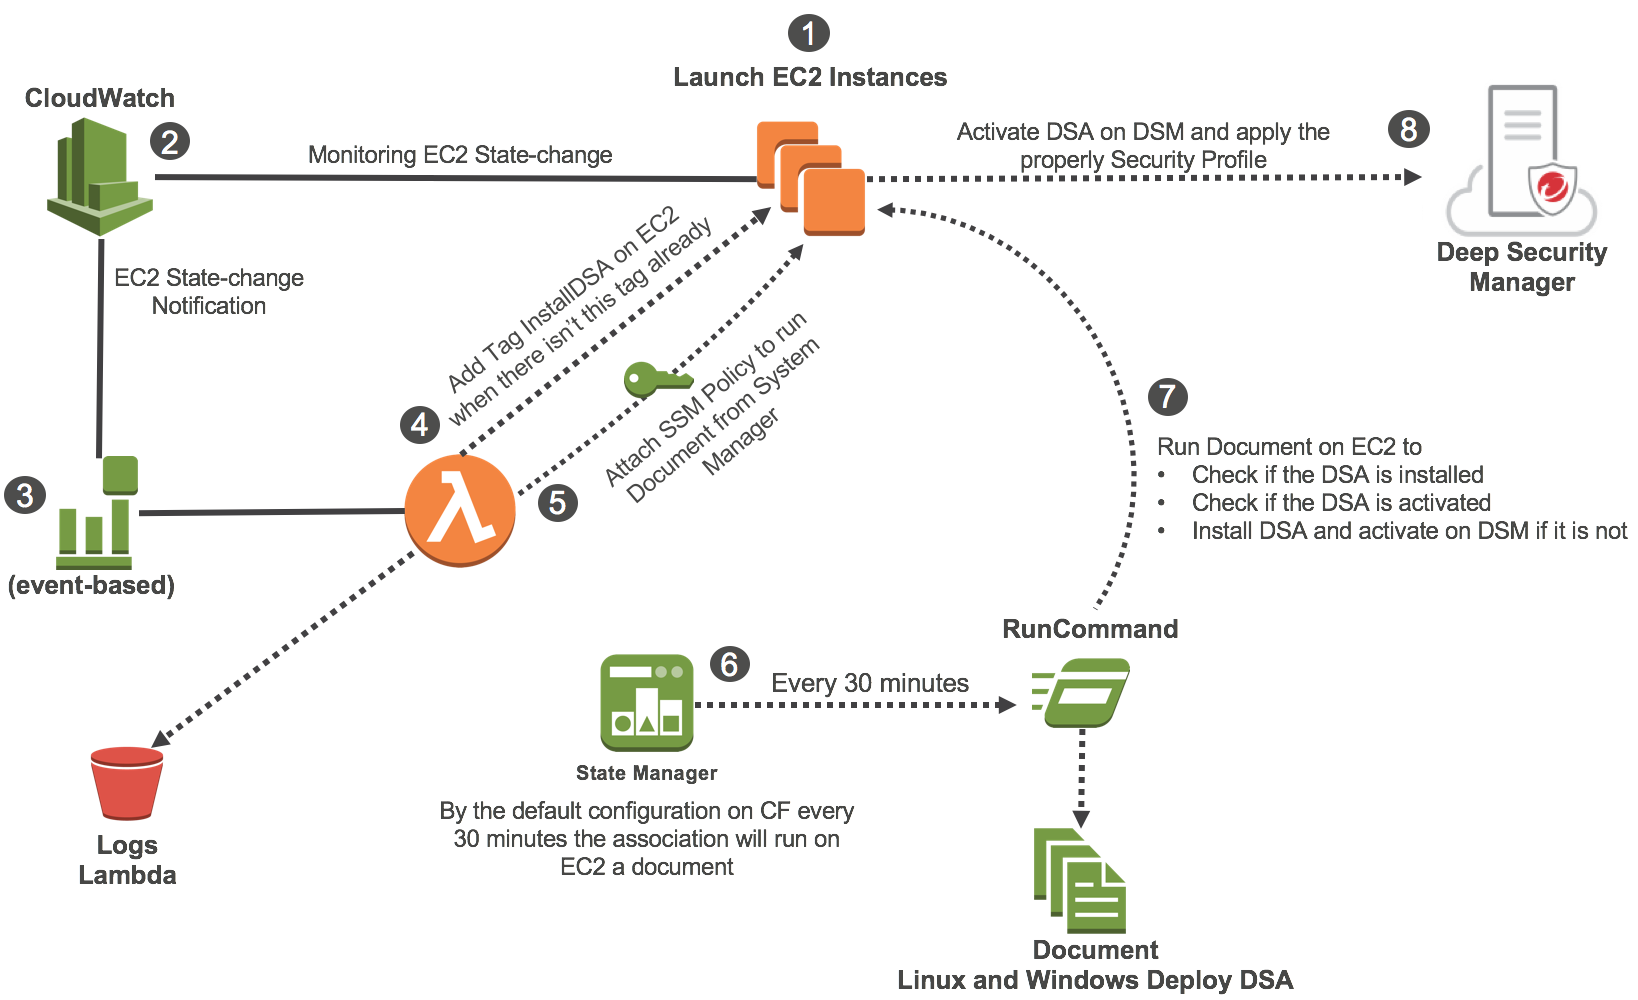 1
Launch EC2 Instances
CloudWatch
2
Monitoring EC2 State-change
Activate DSA on DSM and apply the
properly Security Profile
8
Deep Security
Manager
EC2 State-change
Notification
Add Tag InstallDSA on EC2
when there isn't this tag already
4
Attach SSM Policy to run
Document from System
Manager
5
3
(event-based)
λ
7
Run Document on EC2 to
• Check if the DSA is installed
• Check if the DSA is activated
• Install DSA and activate on DSM if it is not
RunCommand
6
Every 30 minutes
State Manager
By the default configuration on CF every
30 minutes the association will run on
EC2 a document
Logs
Lambda
Document
Linux and Windows Deploy DSA